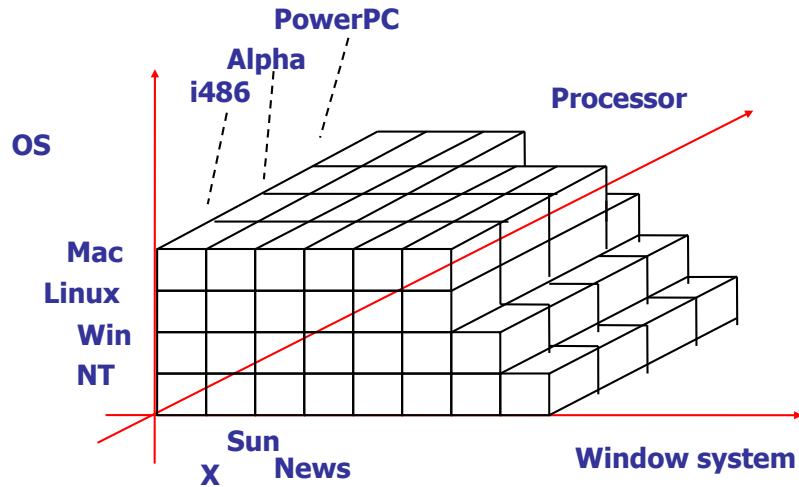 PowerPC
Alpha
i486
Processor
OS
Mac
Linux
Win
NT
Sun
X
News
Window system